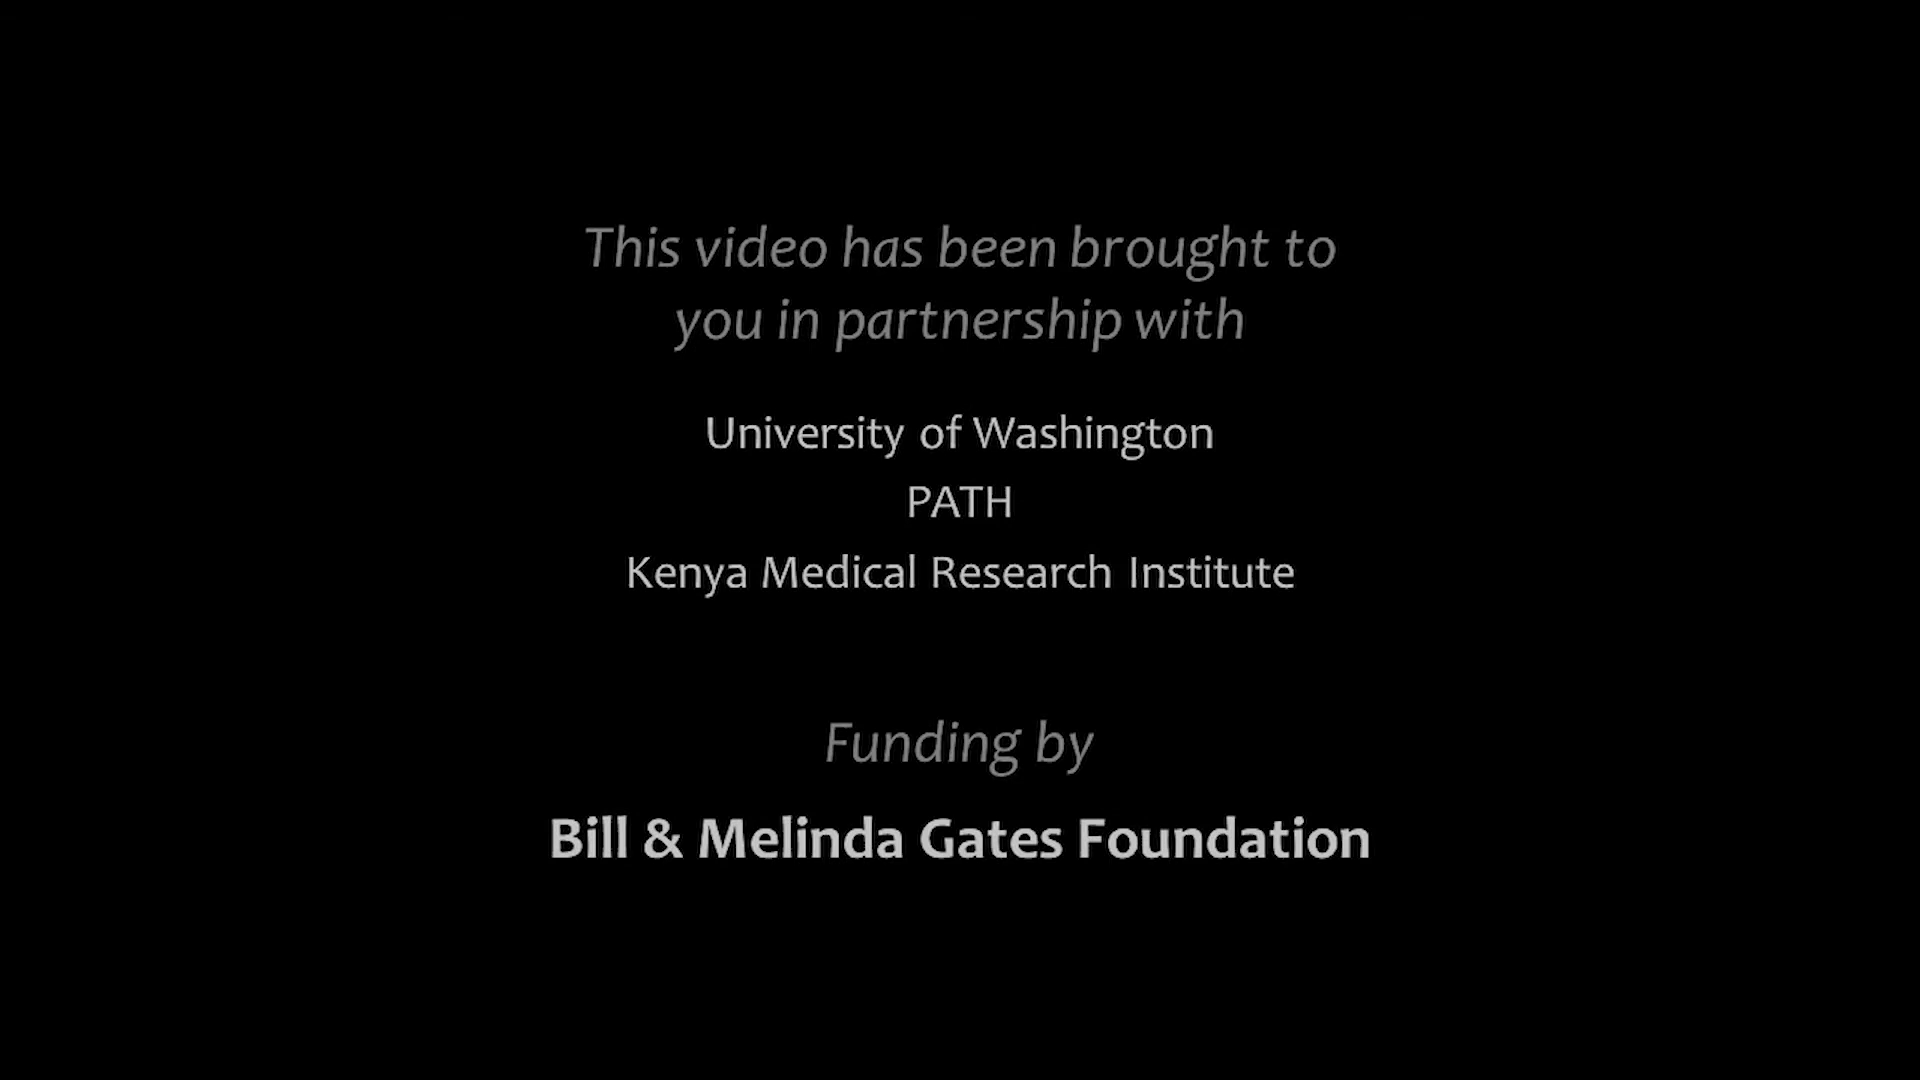 This video has been brought to
you in partnership with
University of Washington
PATH
Kenya Medical Research Institute
Funding by
Bill & Melinda Gates Foundation